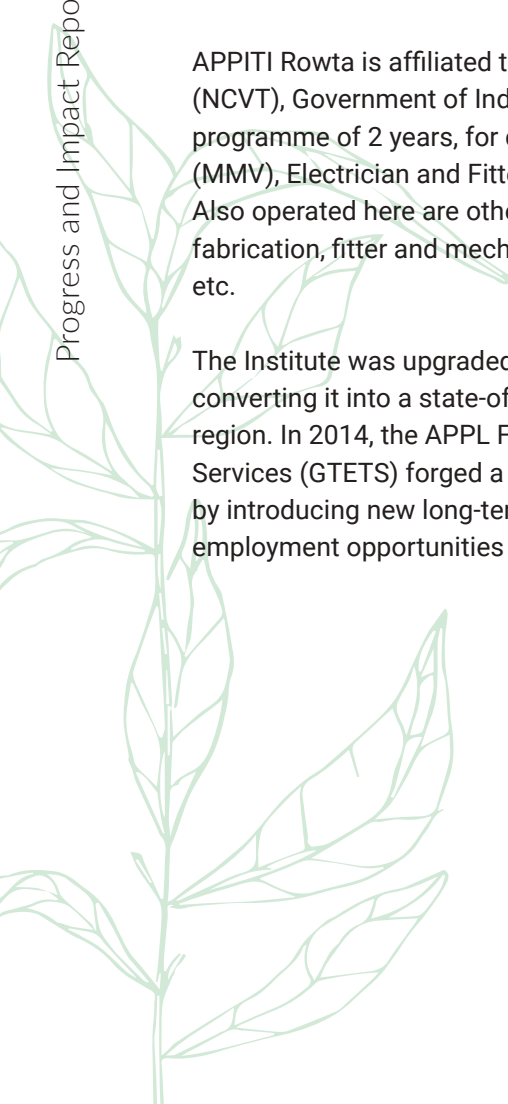 Progress and Impact Repo
APPITI Rowta is affiliated t
(NCVT), Government of Ind
programme of 2 years, for
(MMV), Electrician and Fitte
Also operated here are othe
fabrication, fitter and mech
etc.
The Institute was upgraded
converting it into a state-of
region. In 2014, the APPL F
Services (GTETS) forged a
by introducing new long-ter
employment opportunities